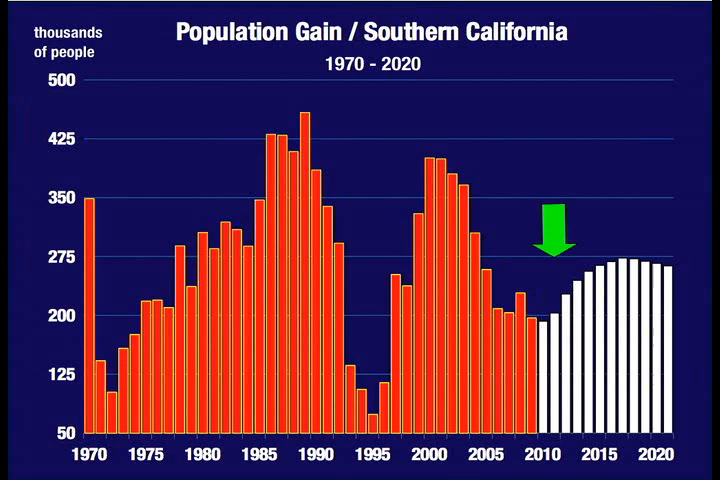 thousands
of people
Population Gain / Southern California
1970 - 2020
500
425
350
275
200
125
50
1970 1975 1980 1985 1990 1995 2000 2005 2010 2015 2020